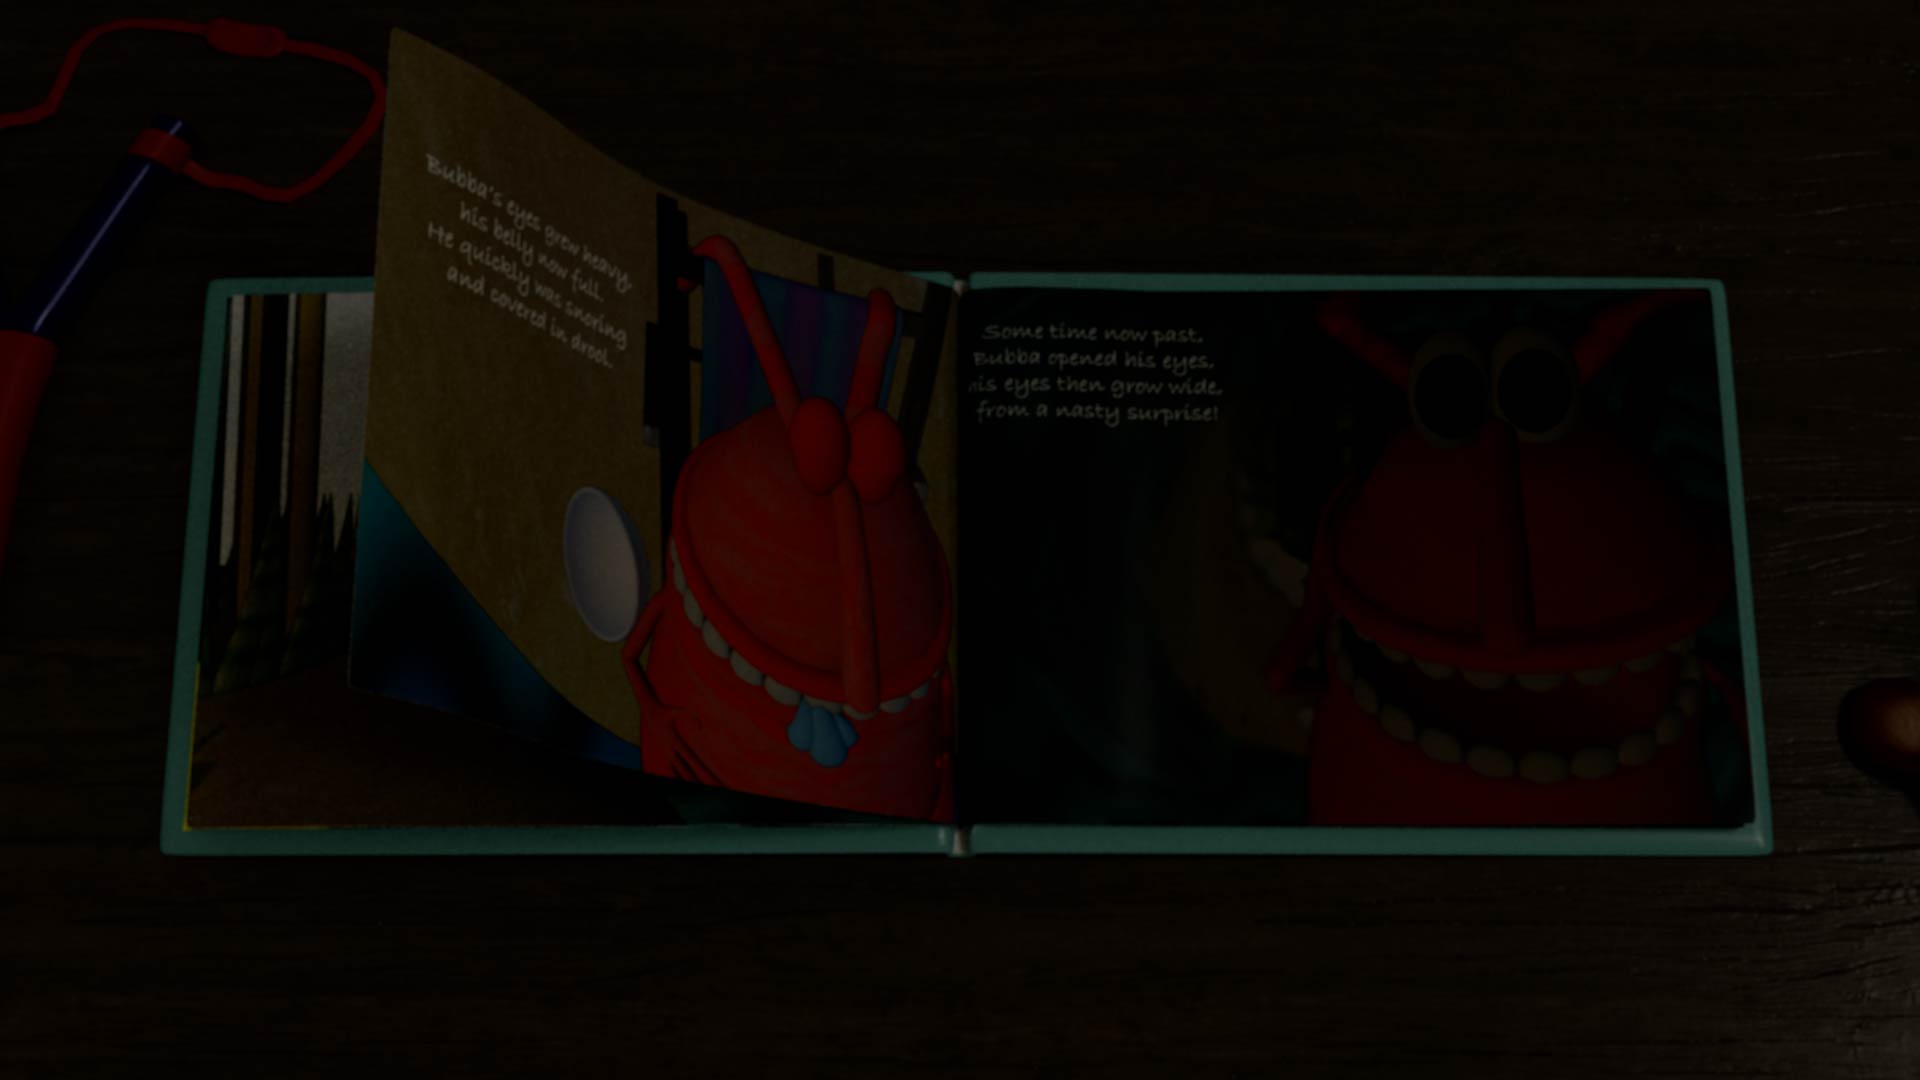 Bubba's eyes grew heavy,
his belly now full.
He quickly was snoring
and covered in drool.
Some time now past,
Bubba opened his eyes,
his eyes then grow wide,
from a nasty surprise!